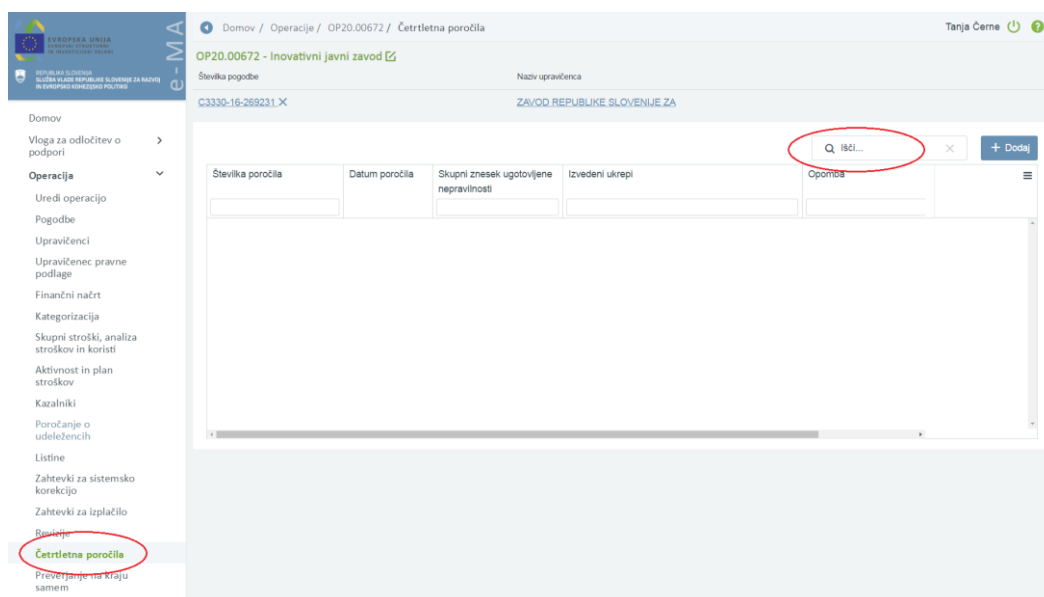 EVROPSKA UNIJA
EVROPSKI STRUKTURNI
IN INVESTICIJSKI SKLADI
REPUBLIKA SLOVENIJA
SLUŽBA VLADE REPUBLIKE SLOVENIJE ZA RAZVOJ
IN EVROPSKO KOHEZIJSKO POLITIKO
e-MA
Domov / Operacije / OP20.00672 / Četrtletna poročila
Tanja Černe
OP20.00672 - Inovativni javni zavod
Številka pogodbe
Naziv upravičenca
C3330-16-269231
ZAVOD REPUBLIKE SLOVENIJE ZA
Domov
Vloga za odločitev o
podpori
Operacija
Uredi operacijo
Pogodbe
Upravičenci
Upravičenec pravne
podlage
Finančni načrt
Kategorizacija
Skupni stroški, analiza
stroškov in koristi
Aktivnost in plan
stroškov
Kazalniki
Poročanje o
udeležencih
Listine
Zahtevki za sistemsko
korekcijo
Zahtevki za izplačilo
Revizije
Četrtletna poročila
Preverjanje na kraju
samem
Išči...
+ Dodaj
Številka poročila
Datum poročila
Skupni znesek ugotovljene
nepravilnosti
Izvedeni ukrepi
Opomba